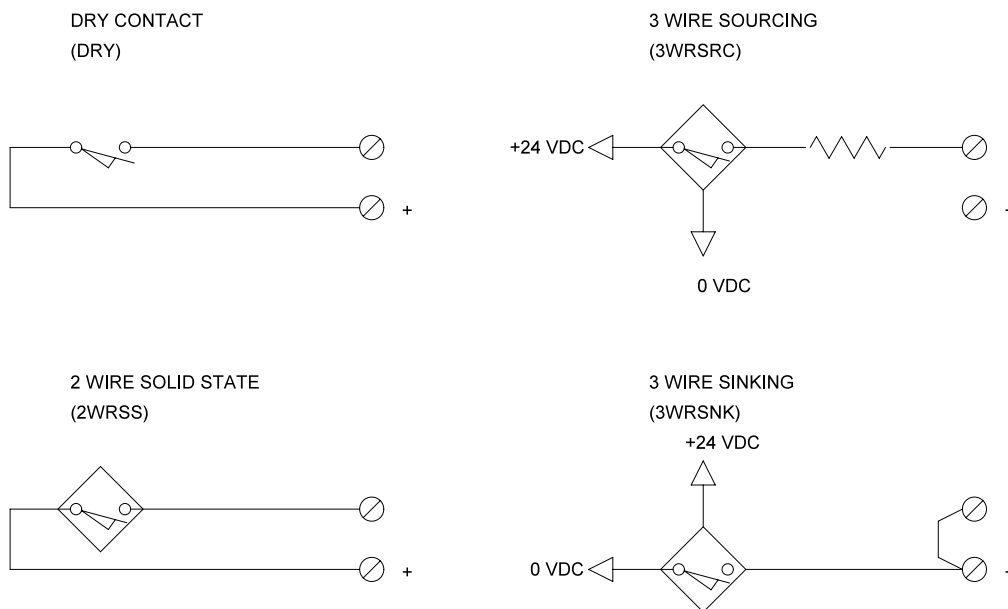 DRY CONTACT
(DRY)
+
3 WIRE SOURCING
(3WRSRC)
+24 VDC
0 VDC
2 WIRE SOLID STATE
(2WRSS)
+
3 WIRE SINKING
(3WRSNK)
+24 VDC
0 VDC